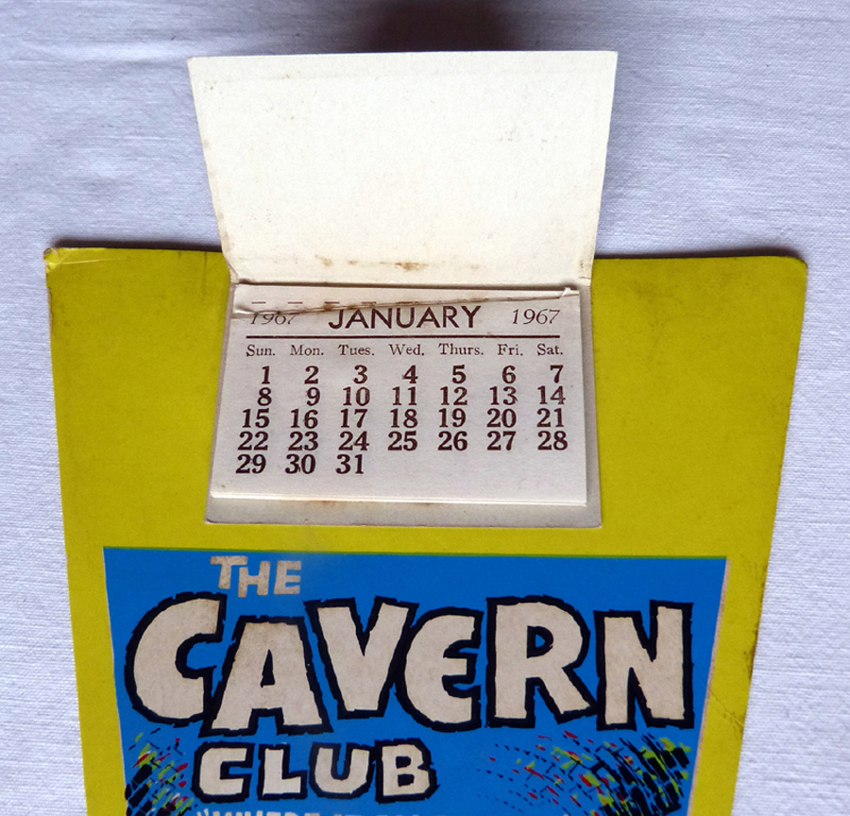 1967 JANUARY 1967
Sun. Mon. Tues. Wed. Thurs. Fri. Sat.
1 2 3 4 5 6 7
8 9 10 11 12 13 14
15 16 17 18 19 20 21
22 23 24 25 26 27 28
29 30 31
THE
CAVERN
CLUB